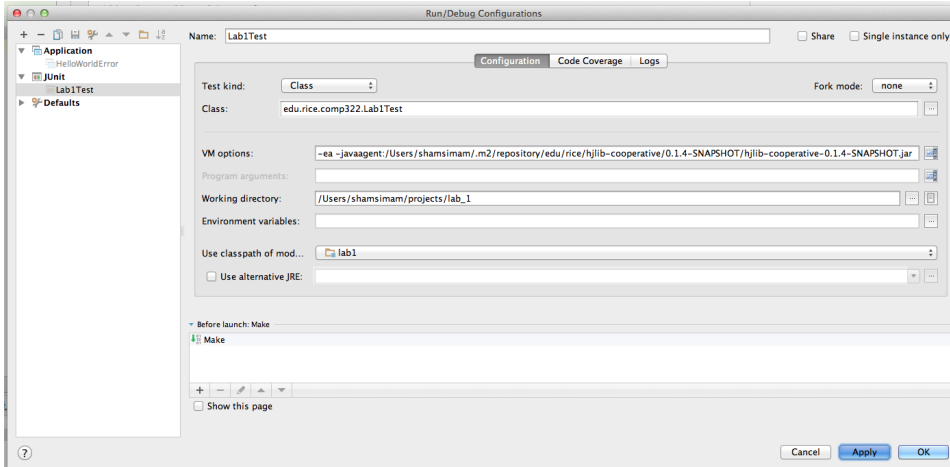 Run/Debug Configurations
Application
HelloWorldError
JUnit
Lab1Test
Defaults
Name: Lab1Test
Share
Single instance only
Configuration Code Coverage Logs
Test kind: Class
Fork mode: none
Class: edu.rice.comp322.Lab1Test
VM options: -ea -javaagent:/Users/shamsimam/.m2/repository/edu/rice/hjlib-cooperative/0.1.4-SNAPSHOT/hjlib-cooperative-0.1.4-SNAPSHOT.jar
Program arguments:
Working directory: /Users/shamsimam/projects/lab_1
Environment variables:
Use classpath of mod... lab1
Use alternative JRE:
Before launch: Make
Make
Show this page
? Cancel Apply OK